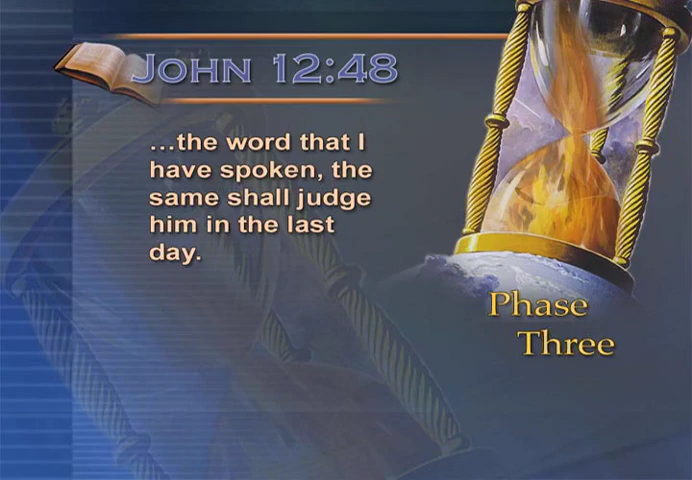 JOHN 12:48
...the word that I
have spoken, the
same shall judge
him in the last
day.
Phase
Three